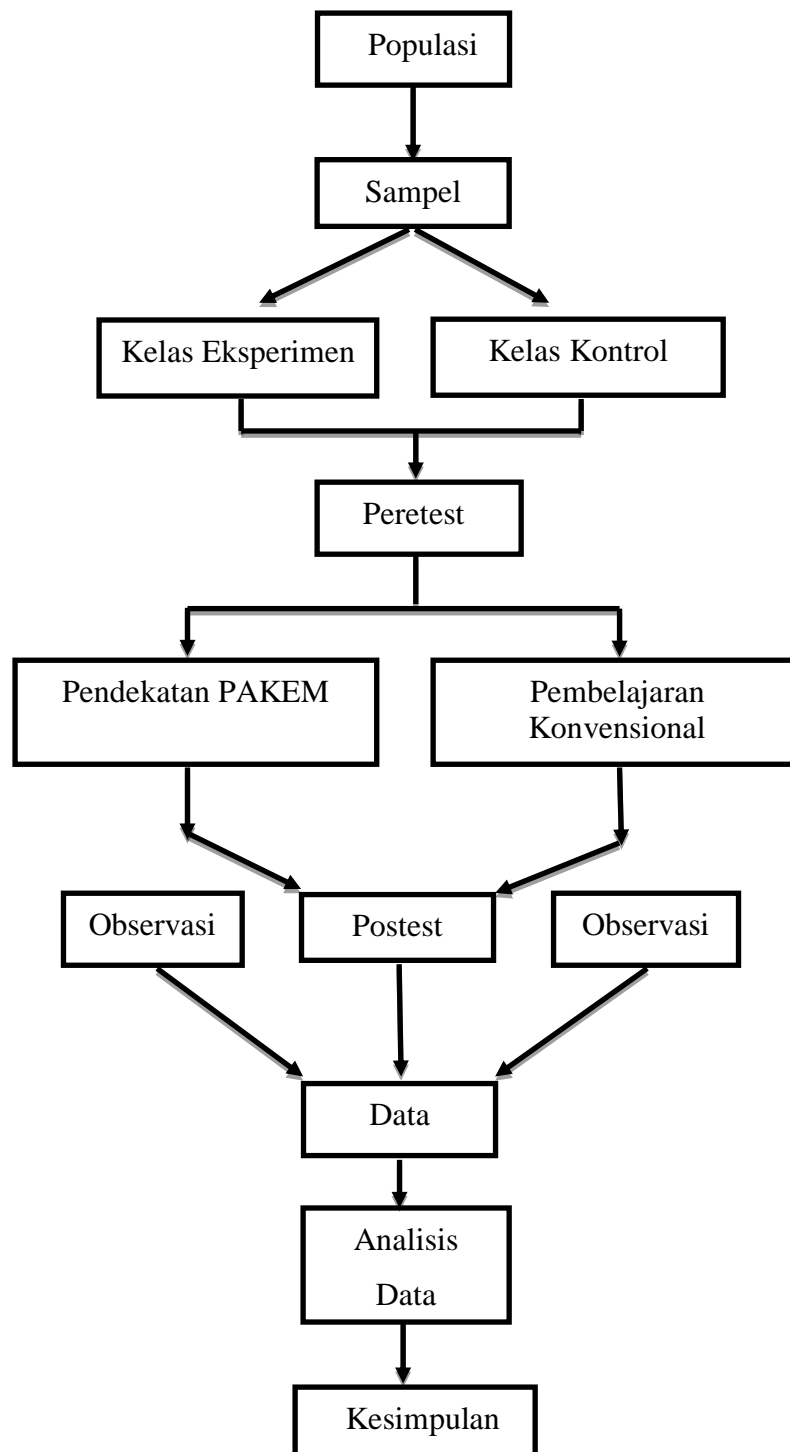 Populasi
Sampel
Kelas Eksperimen
Kelas Kontrol
Peretest
Pendekatan PAKEM
Pembelajaran
Konvensional
Observasi
Postest
Observasi
Data
Analisis
Data
Kesimpulan